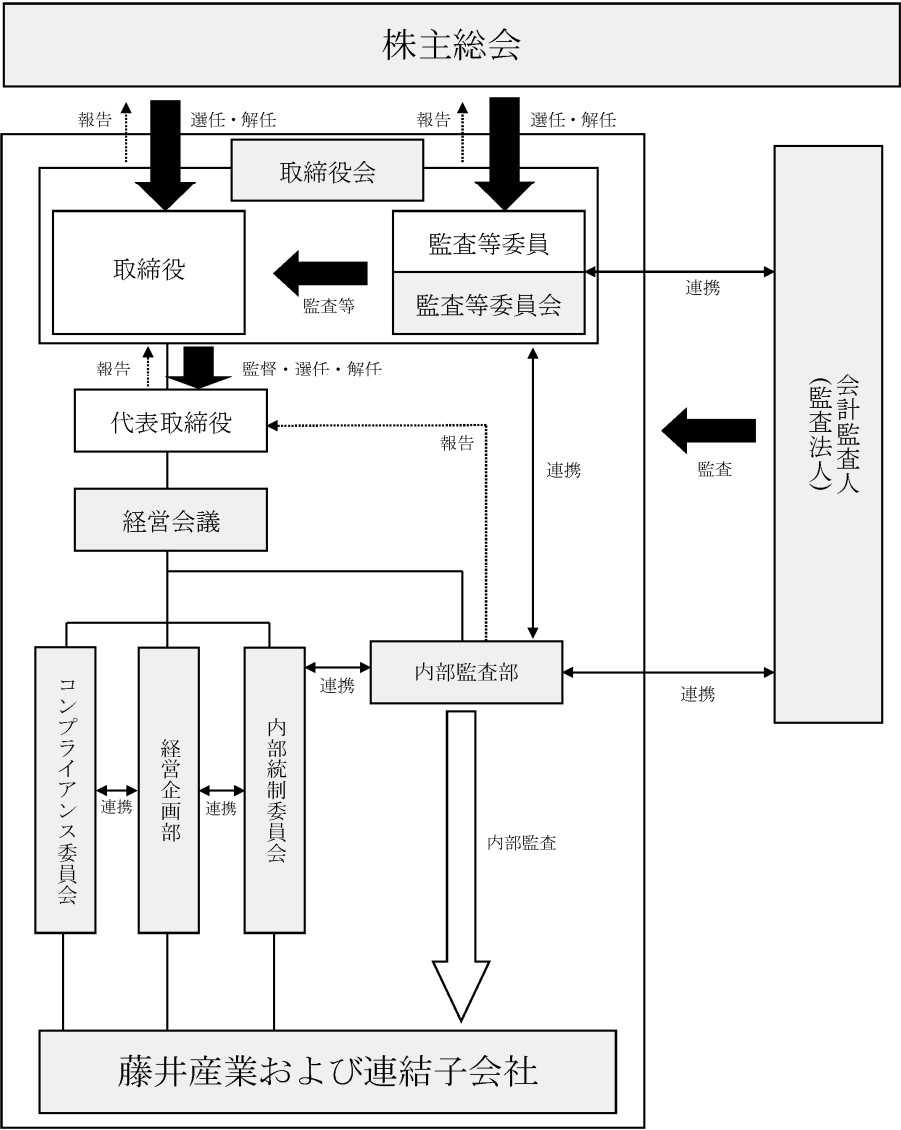 株主総会
報告
選任・解任
報告
選任・解任
取締役会
取締役
監査等委員
監査等委員会
監査等
連携
報告
監督・選任・解任
代表取締役
報告
連携
会計監査人
(監査法人)
監査
経営会議
内部監査部
連携
連携
コンプライアンス委員会
連携
経営企画部
連携
内部統制委員会
内部監査
藤井産業および連結子会社